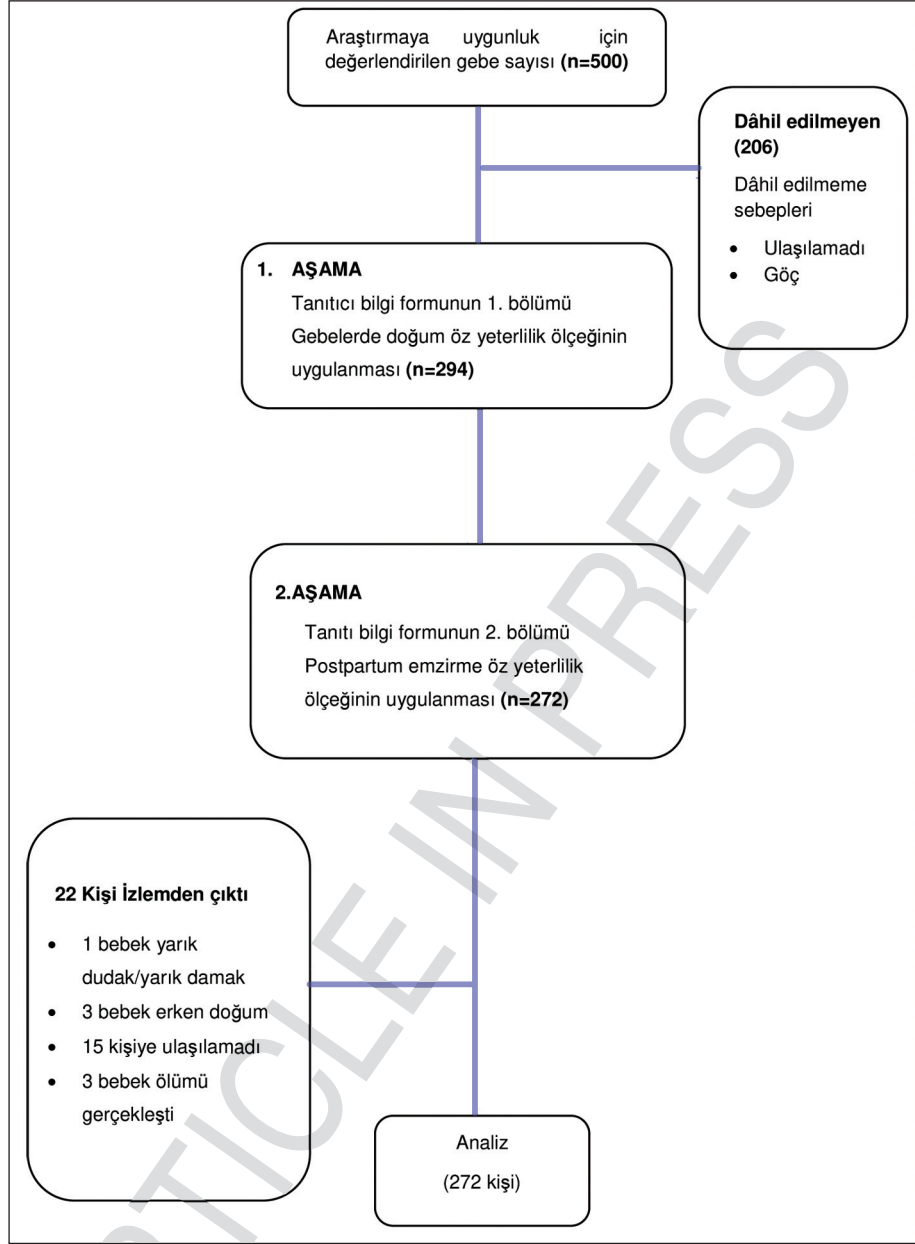 Araştırmaya uygunluk için
değerlendirilen gebe sayısı (n=500)
Dâhil edilmeyen
(206)
Dâhil edilmeme
sebepleri
• Ulaşılamadı
• Göç
1. AŞAMA
Tanıtıcı bilgi formunun 1. bölümü
Gebelerde doğum öz yeterlilik ölçeğinin
uygulanması (n=294)
2.AŞAMA
Tanıtı bilgi formunun 2. bölümü
Postpartum emzirme öz yeterlilik
ölçeğinin uygulanması (n=272)
22 Kişi İzlemden çıktı
• 1 bebek yarık
dudak/yarık damak
• 3 bebek erken doğum
• 15 kişiye ulaşılamadı
• 3 bebek ölümü
gerçekleşti
Analiz
(272 kişi)
ARTICLE IN PRESS